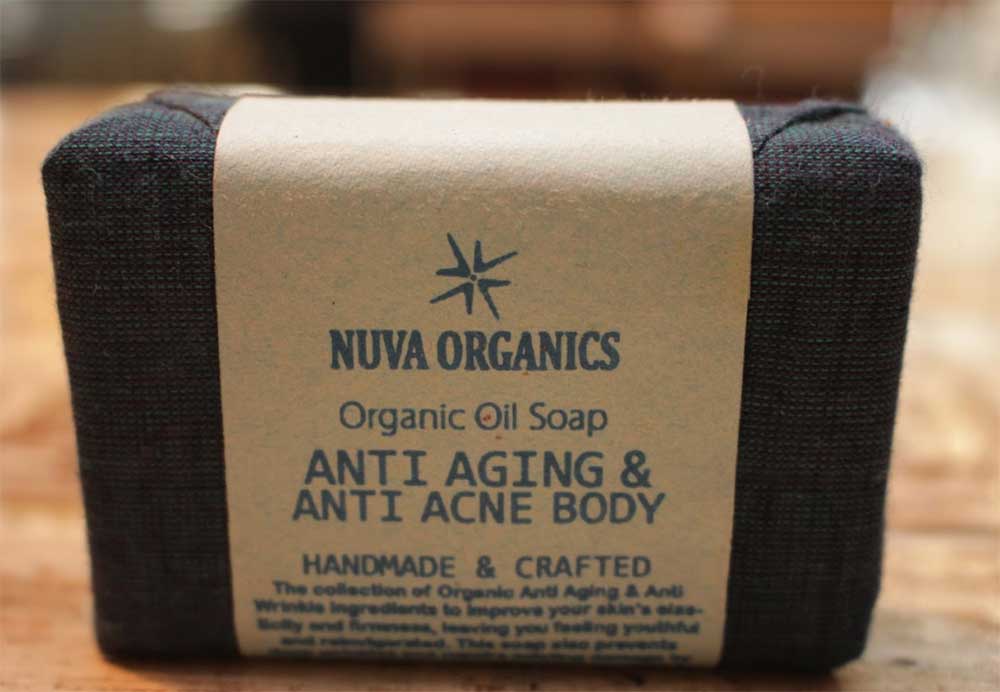 NUVA ORGANICS
Organic Oil Soap
ANTI AGING &
ANTI ACNE BODY
HANDMADE & CRAFTED
The collection of Organic Anti Aging & Anti
Wrinkle ingredients to improve your skin's elas-
ticity and firmness, leaving you feeling youthful
and reinvigorated. This soap also prevents